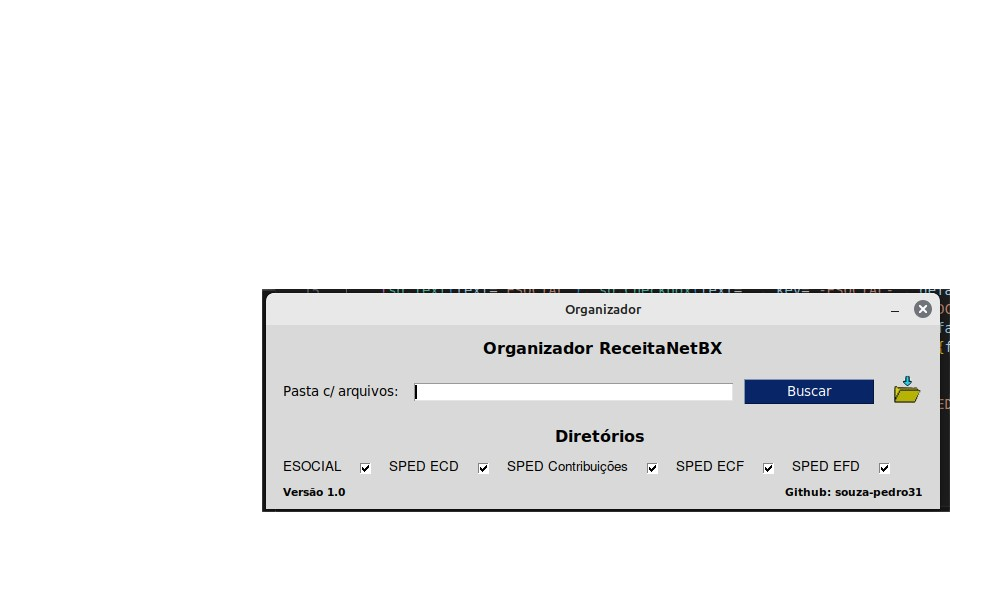 Organizador
Organizador ReceitaNetBX
Pasta c/ arquivos: Buscar
Diretórios
ESOCIAL SPED ECD SPED Contribuições SPED ECF SPED EFD
Versão 1.0 Github: souza-pedro31